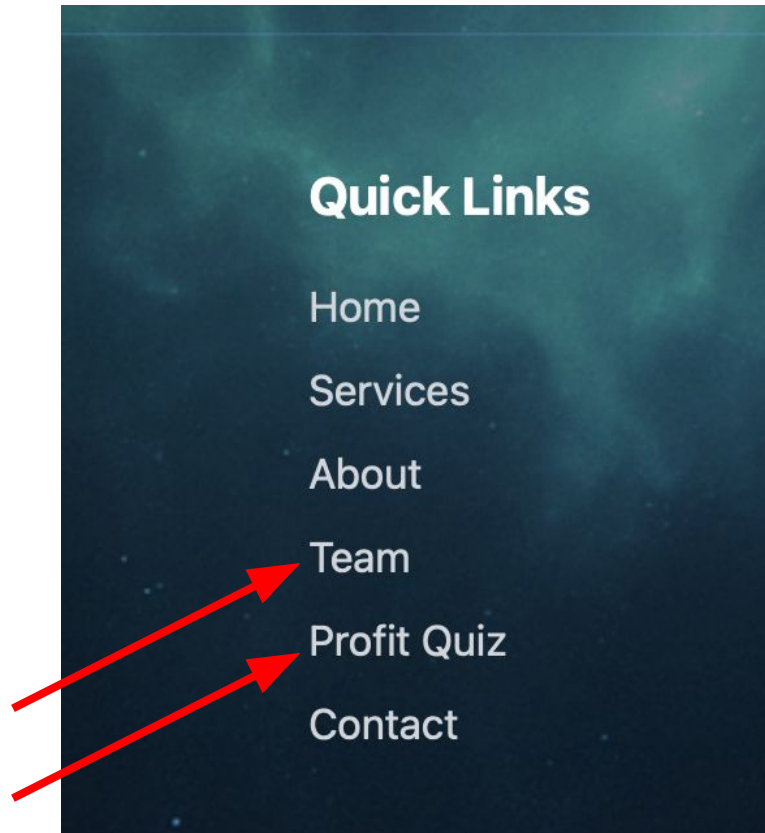 Quick Links
Home
Services
About
Team
Profit Quiz
Contact